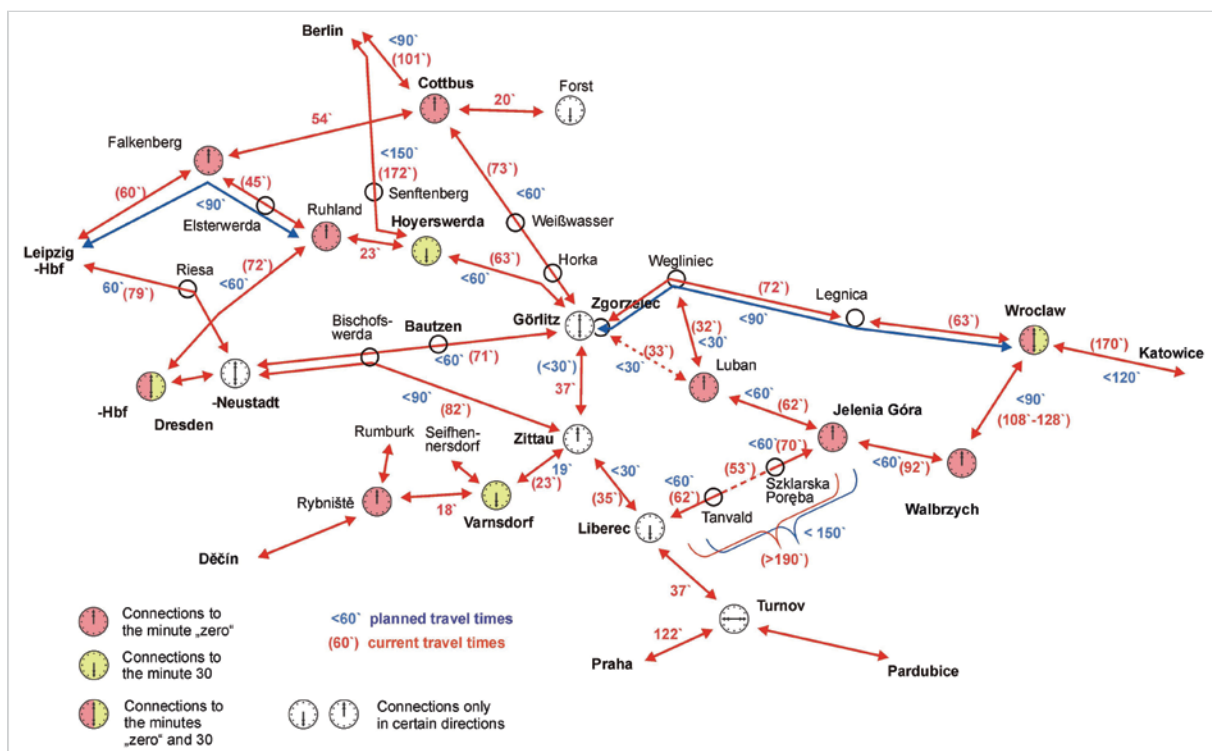 Berlin
<90`
(101`)
Cottbus
Forst
20`
54`
Falkenberg
<150`
(172`)
(73`)
(60`)
(45`)
Senftenberg
<60`
<90`
Elsterwerda
Ruhland
Hoyerswerda
Weißwasser
Leipzig
-Hbf
23`
(63`)
Horka
Wegliniec
(72`)
Riesa
(72`)
<60`
Legnica
60`
(79`)
<60`
Zgorzelec
<90`
(63`)
Wroclaw
Bischofs-
werda
Bautzen
Görlitz
(32`)
<30`
(170`)
Katowice
<60`
(71`)
(33`)
<30`
(<30`)
Luban
<120`
37`
<60`
<90`
-Hbf
-Neustadt
(62`)
(108`-128`)
Dresden
<90`
(82`)
Jelenia Góra
Rumburk
Seifhen-
nersdorf
Zittau
<60`
(70`)
<60`
(92`)
19`
(23`)
<30`
(53`)
<60`
(62`)
Szklarska
Poręba
Rybniště
18`
Varnsdorf
(35`)
Tanvald
Walbrzych
Liberec
< 150`
(>190`)
Děčín
37`
Turnov
122`
Praha
Pardubice
Connections to
the minute „zero“
<60` planned travel times
(60`) current travel times
Connections to
the minute 30
Connections to
the minutes
„zero“ and 30
Connections only
in certain directions